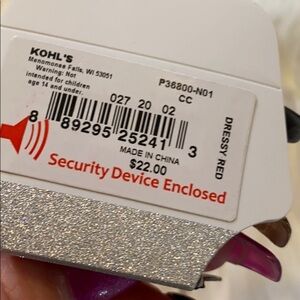 KOHL'S
Menomonee Falls, WI 53051
Warning: Not
intended for children
age 14 and under.
P36800-N01
CC
027 20 02
8 89295 25241 3
MADE IN CHINA
$22.00
DRESSY RED
Security Device Enclosed